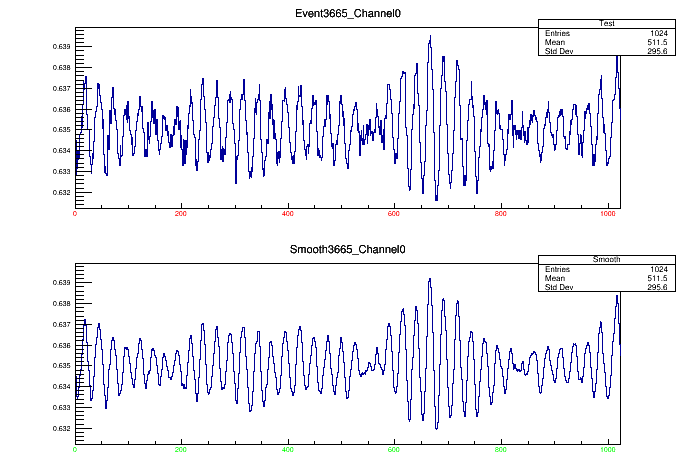 Event3665_Channel0
Test
Entries 1024
Mean 511.5
Std Dev 295.6
0.639
0.638
0.637
0.636
0.635
0.634
0.633
0.632
0 200 400 600 800 1000
Smooth3665_Channel0
Smooth
Entries 1024
Mean 511.5
Std Dev 295.6
0.639
0.638
0.637
0.636
0.635
0.634
0.633
0.632
0 200 400 600 800 1000